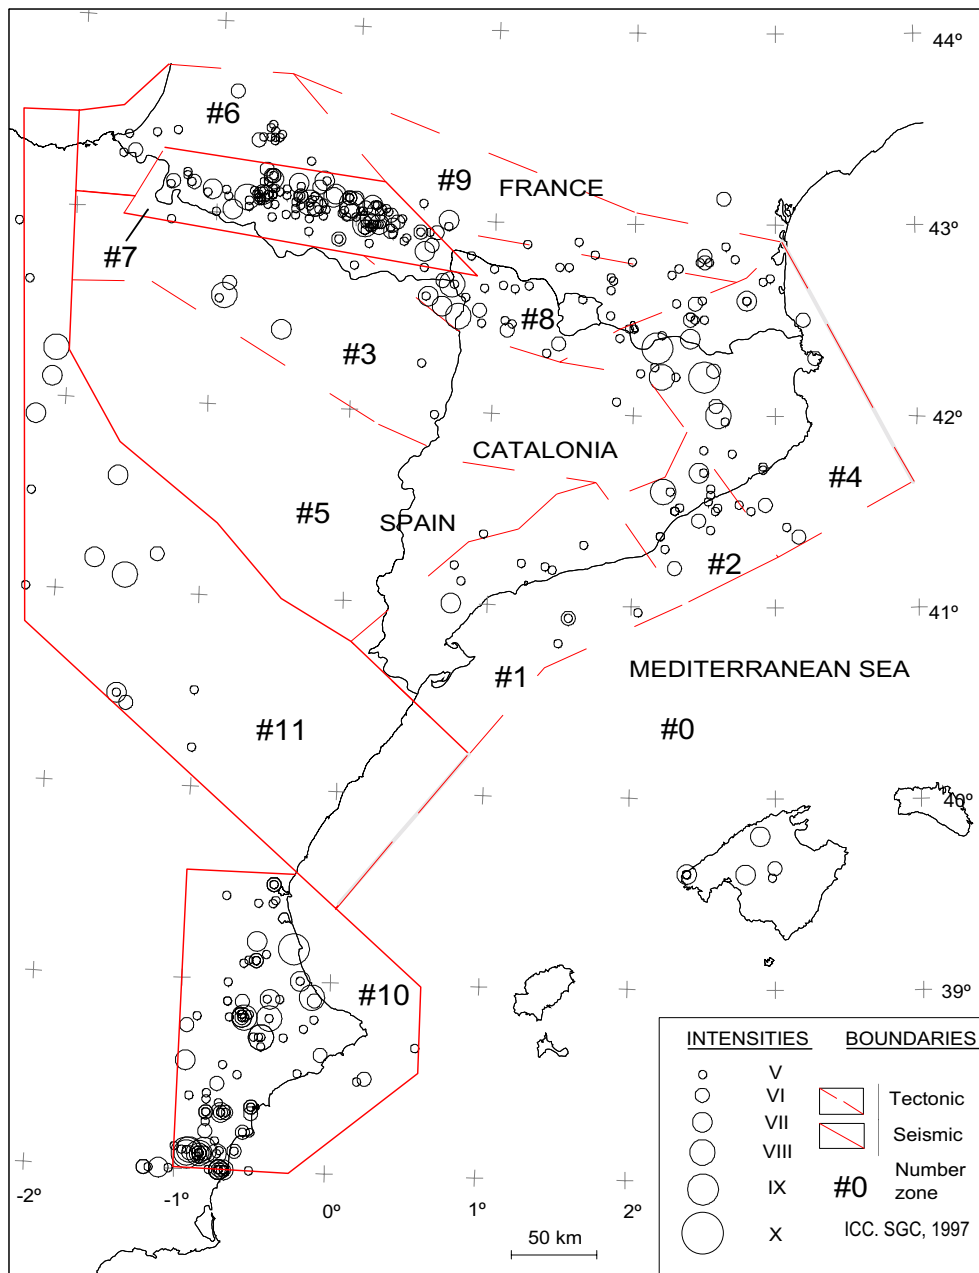 44º
#6
#9
FRANCE
43º
#7
#8
#3
42º
CATALONIA
#4
#5
SPAIN
#2
41º
#1
MEDITERRANEAN SEA
#0
#11
40º
#10
39º
-2º
-1º
0º
1º
2º
50 km
INTENSITIES
BOUNDARIES
V
VI
VII
VIII
IX
X
Tectonic
Seismic
#0
Number zone
ICC. SGC, 1997